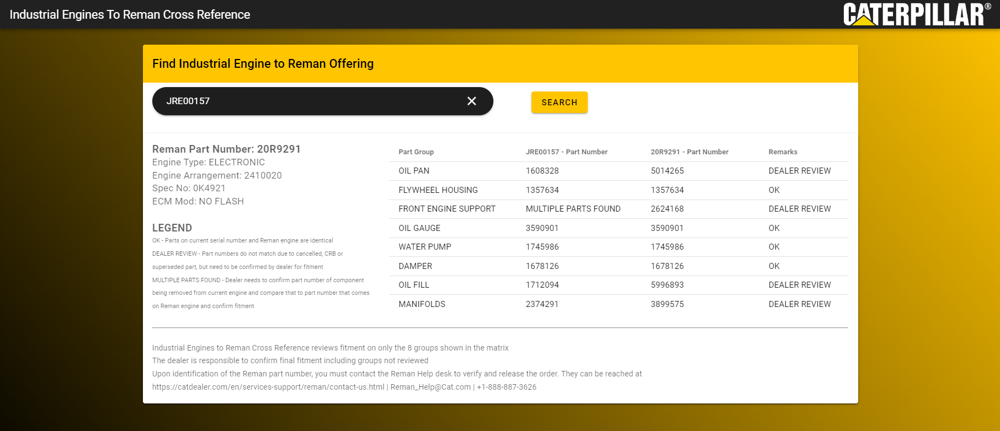 Industrial Engines To Reman Cross Reference
CATERPILLAR®
Find Industrial Engine to Reman Offering
JRE00157
SEARCH
Reman Part Number: 20R9291
Engine Type: ELECTRONIC
Engine Arrangement: 2410020
Spec No: 0K4921
ECM Mod: NO FLASH
LEGEND
OK - Parts on current serial number and Reman engine are identical
DEALER REVIEW - Part numbers do not match due to cancelled, CRB or
superseded part, but need to be confirmed by dealer for fitment
MULTIPLE PARTS FOUND - Dealer needs to confirm part number of component
being removed from current engine and compare that to part number that comes
on Reman engine and confirm fitment
Part Group JRE00157 - Part Number 20R9291 - Part Number Remarks
OIL PAN 1608328 5014265 DEALER REVIEW
FLYWHEEL HOUSING 1357634 1357634 OK
FRONT ENGINE SUPPORT MULTIPLE PARTS FOUND 2624168 DEALER REVIEW
OIL GAUGE 3590901 3590901 OK
WATER PUMP 1745986 1745986 OK
DAMPER 1678126 1678126 OK
OIL FILL 1712094 5996893 DEALER REVIEW
MANIFOLDS 2374291 3899575 DEALER REVIEW
Industrial Engines to Reman Cross Reference reviews fitment on only the 8 groups shown in the matrix
The dealer is responsible to confirm final fitment including groups not reviewed
Upon identification of the Reman part number, you must contact the Reman Help desk to verify and release the order. They can be reached at
https://catdealer.com/en/services-support/reman/contact-us.html | Reman_Help@Cat.com | +1-888-887-3626